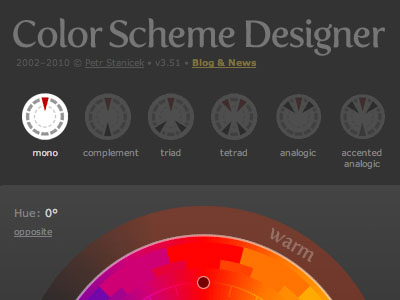 Color Scheme Designer
2002–2010 © Petr Stanicek • v3.51 • Blog & News
mono complement triad tetrad analogic accented analogic
Hue: 0°
opposite
warm